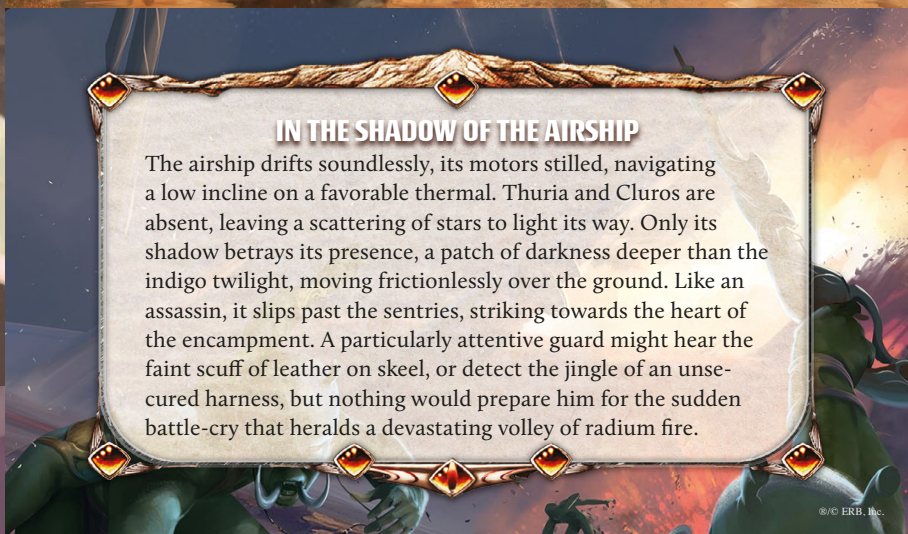 IN THE SHADOW OF THE AIRSHIP
The airship drifts soundlessly, its motors stilled, navigating
a low incline on a favorable thermal. Thuria and Cluros are
absent, leaving a scattering of stars to light its way. Only its
shadow betrays its presence, a patch of darkness deeper than the
indigo twilight, moving frictionlessly over the ground. Like an
assassin, it slips past the sentries, striking towards the heart of
the encampment. A particularly attentive guard might hear the
faint scuff of leather on skeel, or detect the jingle of an unse-
cured harness, but nothing would prepare him for the sudden
battle-cry that heralds a devastating volley of radium fire.
®/© ERB, Inc.